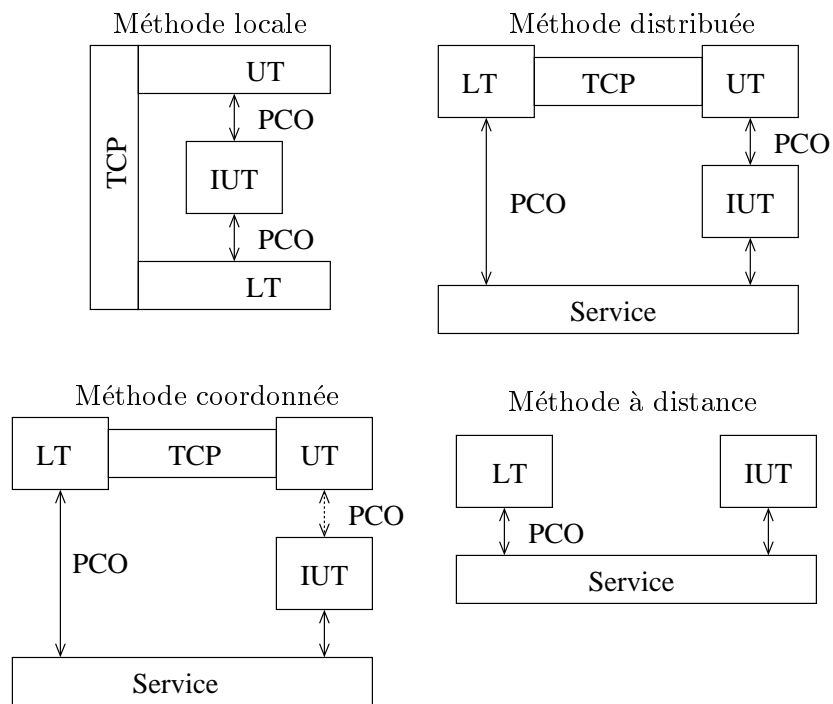 Méthode locale
UT
PCO
TCP
IUT
PCO
LT
Méthode distribuée
LT
TCP
UT
PCO
PCO
IUT
Service
Méthode coordonnée
LT
TCP
UT
PCO
PCO
IUT
Service
Méthode à distance
LT
IUT
PCO
Service